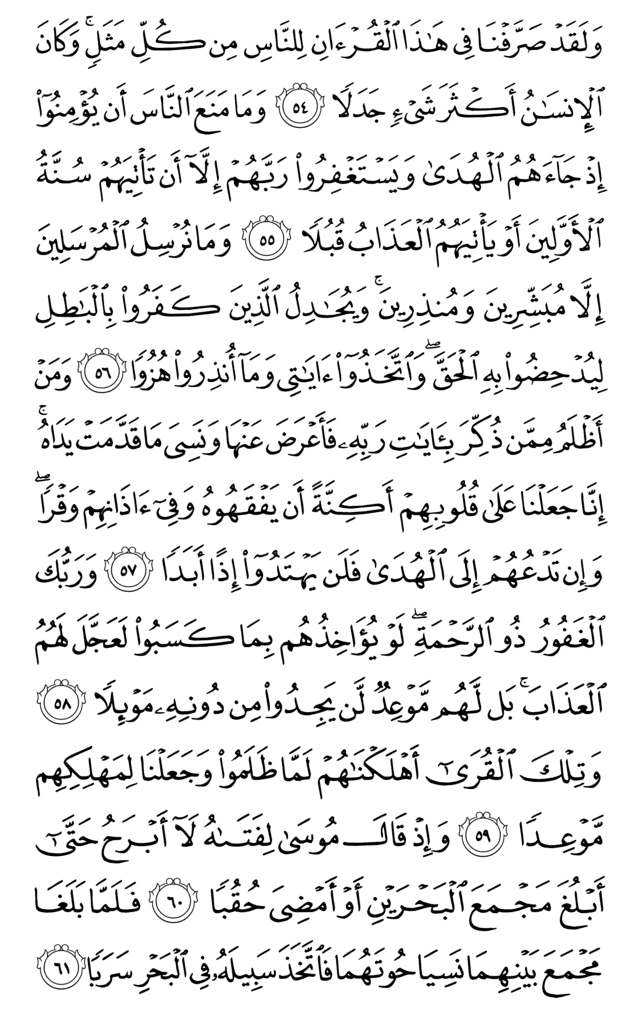 وَلَقَدۡ صَرَّفۡنَا فِي هَٰذَا ٱلۡقُرۡءَانِ لِلنَّاسِ مِن كُلِّ مَثَلٖۚ وَكَانَ
ٱلۡإِنسَٰنُ أَكۡثَرَ شَيۡءٖ جَدَلٗا ٥٤ وَمَا مَنَعَ ٱلنَّاسَ أَن يُؤۡمِنُوٓاْ
إِذۡ جَآءَهُمُ ٱلۡهُدَىٰ وَيَسۡتَغۡفِرُواْ رَبَّهُمۡ إِلَّآ أَن تَأۡتِيَهُمۡ سُنَّةُ
ٱلۡأَوَّلِينَ أَوۡ يَأۡتِيَهُمُ ٱلۡعَذَابُ قُبُلٗا ٥٥ وَمَا نُرۡسِلُ ٱلۡمُرۡسَلِينَ
إِلَّا مُبَشِّرِينَ وَمُنذِرِينَۚ وَيُجَٰدِلُ ٱلَّذِينَ كَفَرُواْ بِٱلۡبَٰطِلِ
لِيُدۡحِضُواْ بِهِ ٱلۡحَقَّۖ وَٱتَّخَذُوٓاْ ءَايَٰتِي وَمَآ أُنذِرُواْ هُزُوٗا ٥٦ وَمَنۡ
أَظۡلَمُ مِمَّن ذُكِّرَ بِـَٔايَٰتِ رَبِّهِۦ فَأَعۡرَضَ عَنۡهَا وَنَسِيَ مَا قَدَّمَتۡ يَدَاهُۚ
إِنَّا جَعَلۡنَا عَلَىٰ قُلُوبِهِمۡ أَكِنَّةً أَن يَفۡقَهُوهُ وَفِيٓ ءَاذَانِهِمۡ وَقۡرٗاۖ
وَإِن تَدۡعُهُمۡ إِلَى ٱلۡهُدَىٰ فَلَن يَهۡتَدُوٓاْ إِذًا أَبَدٗا ٥٧ وَرَبُّكَ
ٱلۡغَفُورُ ذُو ٱلرَّحۡمَةِۖ لَوۡ يُؤَاخِذُهُم بِمَا كَسَبُواْ لَعَجَّلَ لَهُمُ
ٱلۡعَذَابَۚ بَل لَّهُم مَّوۡعِدٞ لَّن يَجِدُواْ مِن دُونِهِۦ مَوۡئِلٗا ٥٨
وَتِلۡكَ ٱلۡقُرَىٰٓ أَهۡلَكۡنَٰهُمۡ لَمَّا ظَلَمُواْ وَجَعَلۡنَا لِمَهۡلِكِهِم
مَّوۡعِدٗا ٥٩ وَإِذۡ قَالَ مُوسَىٰ لِفَتَىٰهُ لَآ أَبۡرَحُ حَتَّىٰٓ
أَبۡلُغَ مَجۡمَعَ ٱلۡبَحۡرَيۡنِ أَوۡ أَمۡضِيَ حُقُبٗا ٦٠ فَلَمَّا بَلَغَا
مَجۡمَعَ بَيۡنِهِمَا نَسِيَا حُوتَهُمَا فَٱتَّخَذَ سَبِيلَهُۥ فِي ٱلۡبَحۡرِ سَرَبٗا ٦١